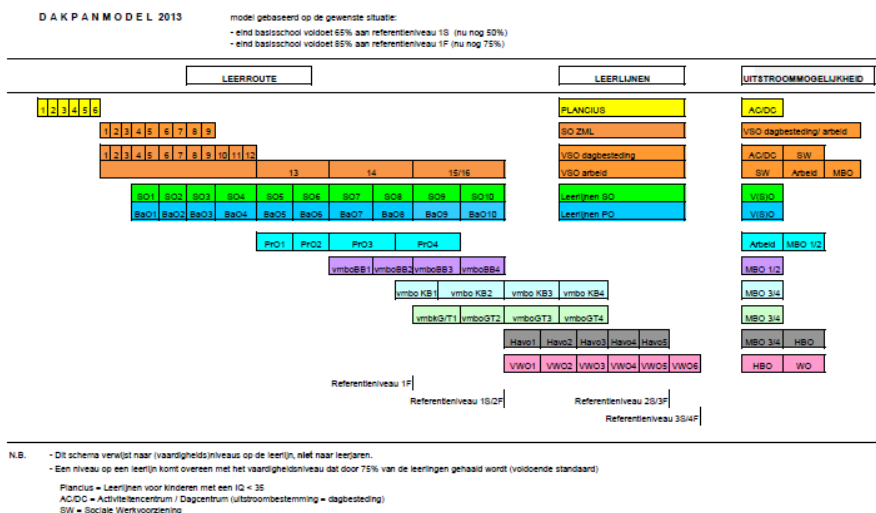 DAKPANMODEL 2013
model gebaseerd op de gewenste situatie:
- eind basisschool voldoet 65% aan referentieniveau 1S (nu nog 50%)
- eind basisschool voldoet 85% aan referentieniveau 1F (nu nog 75%)
LEERROUTE LEERLIJNEN UITSTROOMMOGELIJKHEID
1 2 3 4 5 6 PLANCIUS AC/DC
1 2 3 4 5 6 7 8 9 SO ZML VSO dagbesteding/ arbeid
1 2 3 4 5 6 7 8 9 10 11 12 VSO dagbesteding AC/DC SW
13 14 15/16 VSO arbeid SW Arbeid MBO
SO1 SO2 SO3 SO4 SO5 SO6 SO7 SO8 SO9 SO10 Leerlijnen SO V(S)O
BaO1 BaO2 BaO3 BaO4 BaO5 BaO6 BaO7 BaO8 BaO9 BaO10 Leerlijnen PO V(S)O
PrO1 PrO2 PrO3 PrO4 Arbeid MBO 1/2
vmboBB1 vmboBB2 vmboBB3 vmboBB4 MBO 1/2
vmbo KB1 vmbo KB2 vmbo KB3 vmbo KB4 MBO 3/4
vmbkG/T1 vmboGT2 vmboGT3 vmboGT4 MBO 3/4
Havo1 Havo2 Havo3 Havo4 Havo5 MBO 3/4 HBO
VWO1 VWO2 VWO3 VWO4 VWO5 VWO6 HBO WO
Referentieniveau 1F
Referentieniveau 1S/2F Referentieniveau 2S/3F
Referentieniveau 3S/4F
N.B. - Dit schema verwijst naar (vaardigheids)niveaus op de leerlijn, niet naar leerjaren.
- Een niveau op een leerlijn komt overeen met het vaardigheidsniveau dat door 75% van de leerlingen gehaald wordt (voldoende standaard)
Plancius = Leerlijnen voor kinderen met een IQ < 35
AC/DC = Activiteitencentrum / Dagcentrum (uitstroombestemming = dagbesteding)
SW = Sociale Werkvoorziening